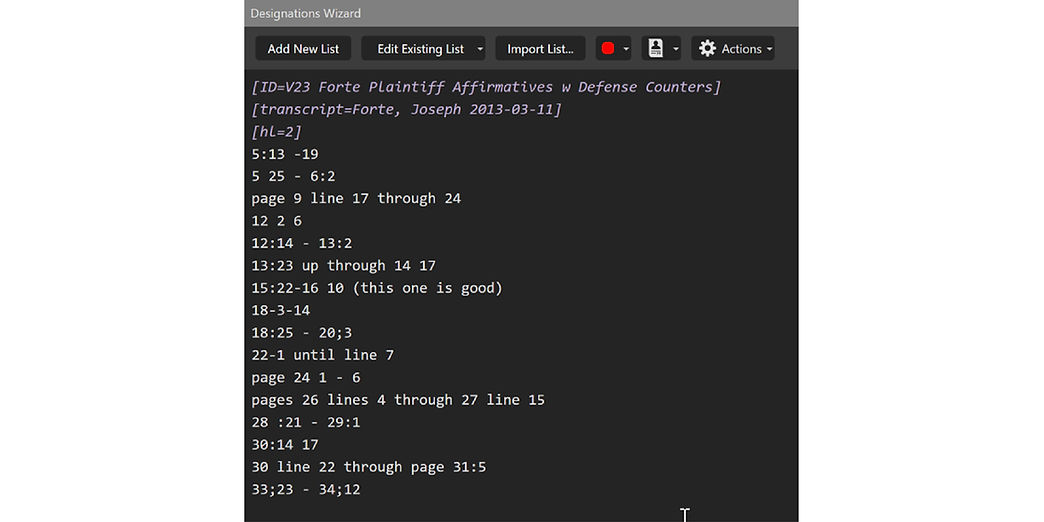 Designations Wizard
Add New List Edit Existing List Import List... Actions
[ID=V23 Forte Plaintiff Affirmatives w Defense Counters]
[transcript=Forte, Joseph 2013-03-11]
[hl=2]
5:13 -19
5 25 - 6:2
page 9 line 17 through 24
12 2 6
12:14 - 13:2
13:23 up through 14 17
15:22-16 10 (this one is good)
18-3-14
18:25 - 20;3
22-1 until line 7
page 24 1 - 6
pages 26 lines 4 through 27 line 15
28 :21 - 29:1
30:14 17
30 line 22 through page 31:5
33;23 - 34;12